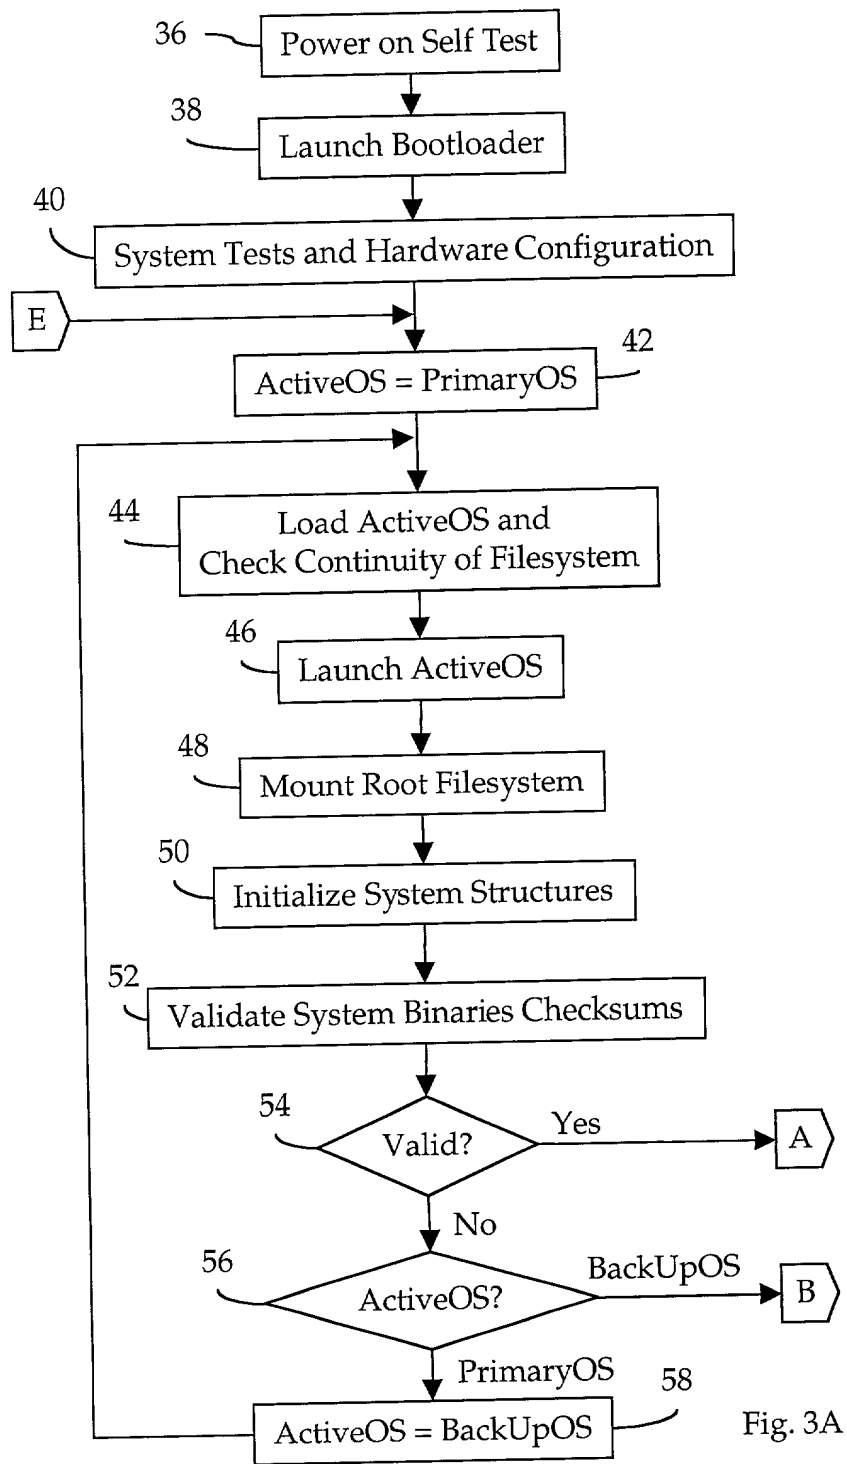 36
Power on Self Test
38
Launch Bootloader
40
System Tests and Hardware Configuration
E
42
ActiveOS = PrimaryOS
44
Load ActiveOS and
Check Continuity of Filesystem
46
Launch ActiveOS
48
Mount Root Filesystem
50
Initialize System Structures
52
Validate System Binaries Checksums
54
Valid?
Yes
A
No
56
ActiveOS?
BackUpOS
B
PrimaryOS
58
ActiveOS = BackUpOS
Fig. 3A